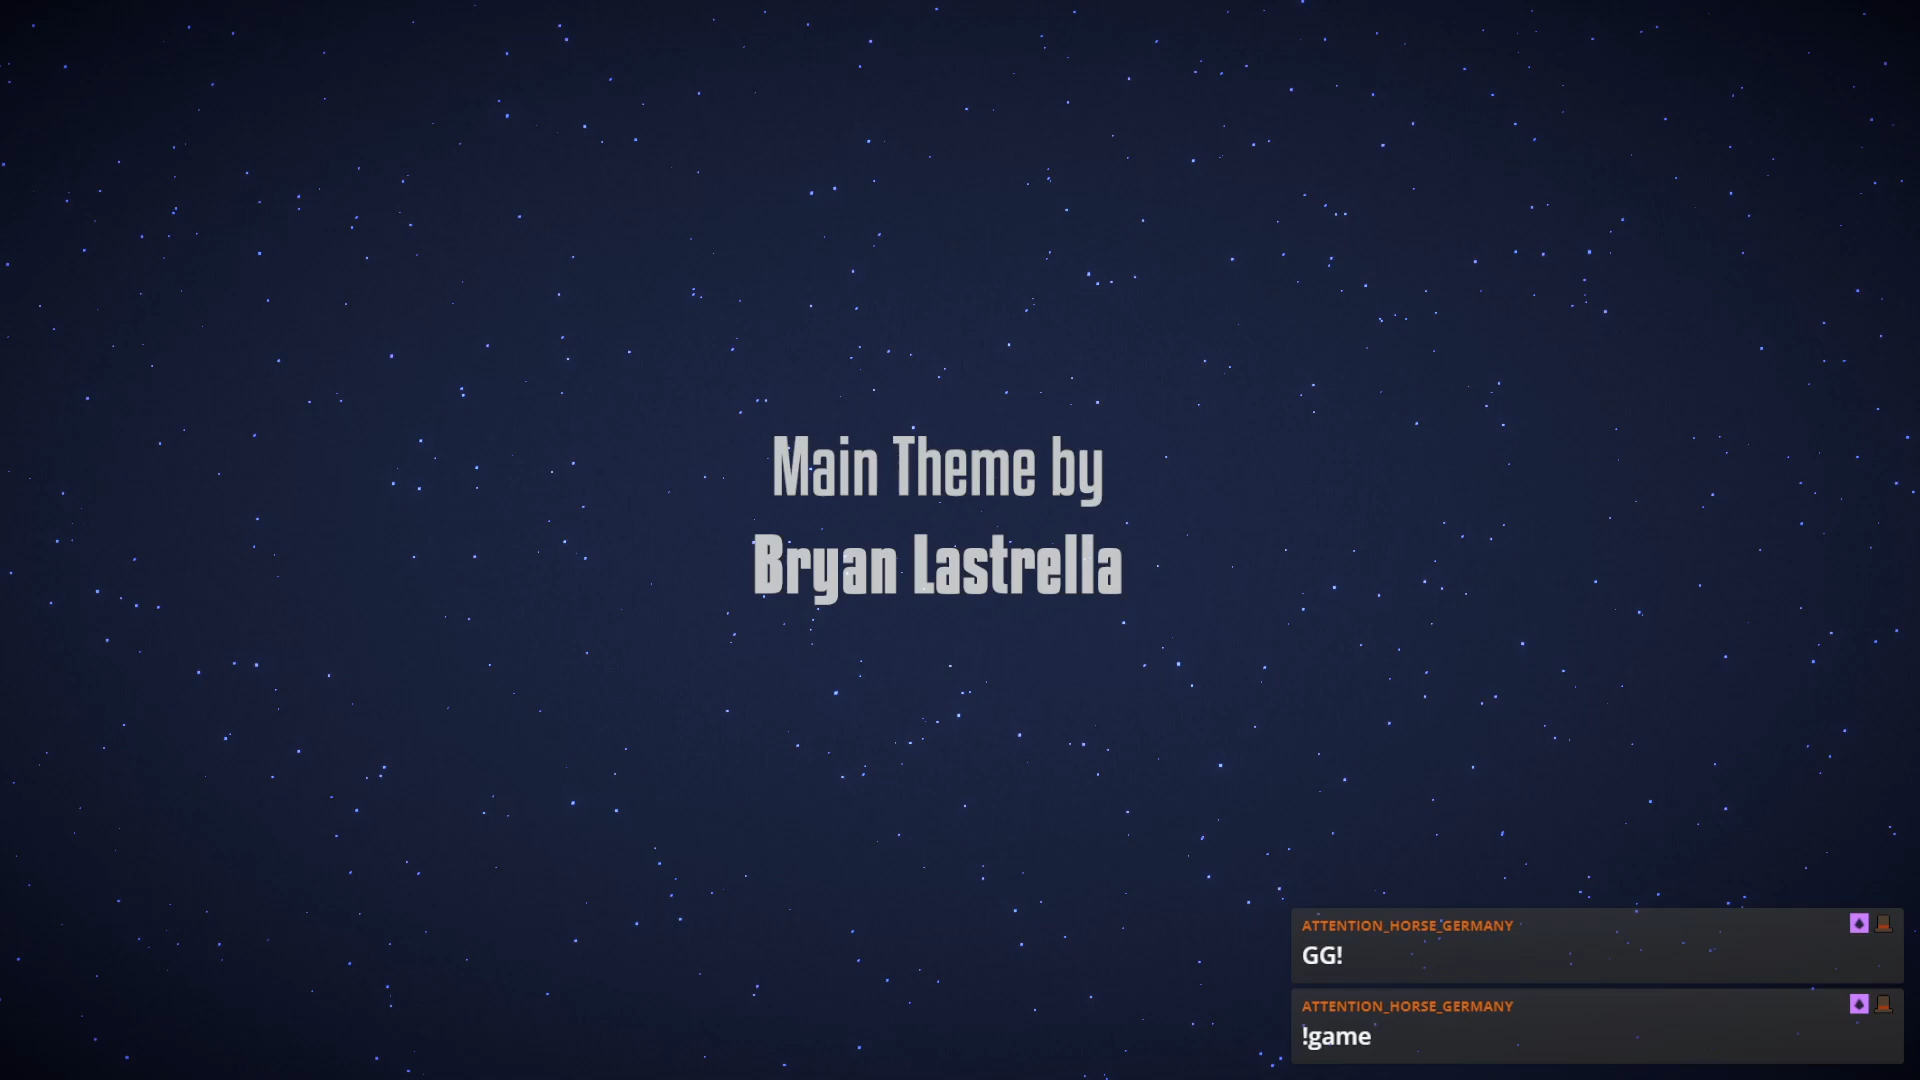 Main Theme by
Bryan Lastrella
ATTENTION_HORSE_GERMANY
GG!
ATTENTION_HORSE_GERMANY
!game